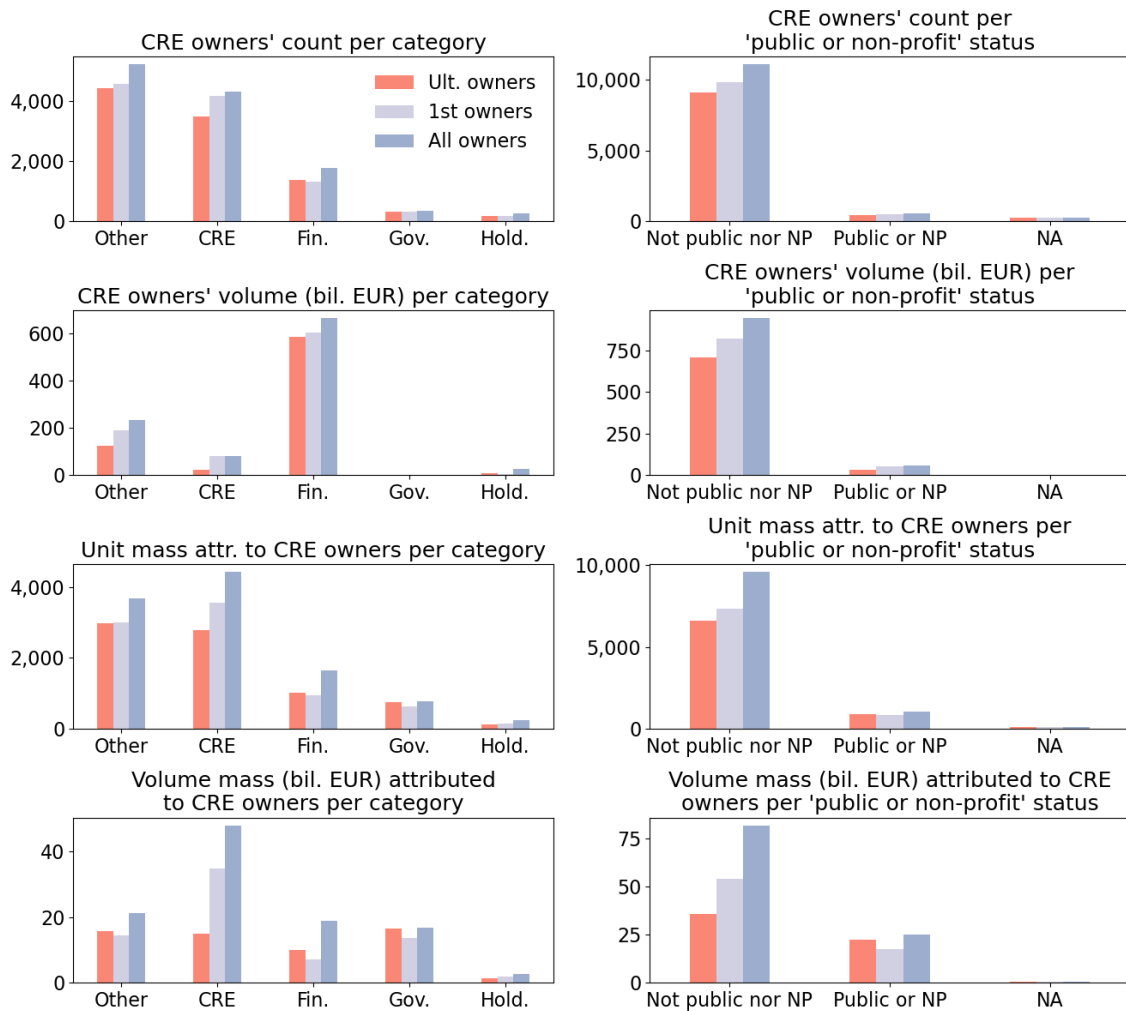 CRE owners' count per category
4,000
2,000
0
Other CRE Fin. Gov. Hold.
Ult. owners
1st owners
All owners
CRE owners' count per
'public or non-profit' status
10,000
5,000
0
Not public nor NP Public or NP NA
CRE owners' volume (bil. EUR) per category
600
400
200
0
Other CRE Fin. Gov. Hold.
CRE owners' volume (bil. EUR) per
'public or non-profit' status
750
500
250
0
Not public nor NP Public or NP NA
Unit mass attr. to CRE owners per category
4,000
2,000
0
Other CRE Fin. Gov. Hold.
Unit mass attr. to CRE owners per
'public or non-profit' status
10,000
5,000
0
Not public nor NP Public or NP NA
Volume mass (bil. EUR) attributed
to CRE owners per category
40
20
0
Other CRE Fin. Gov. Hold.
Volume mass (bil. EUR) attributed to CRE
owners per 'public or non-profit' status
75
50
25
0
Not public nor NP Public or NP NA